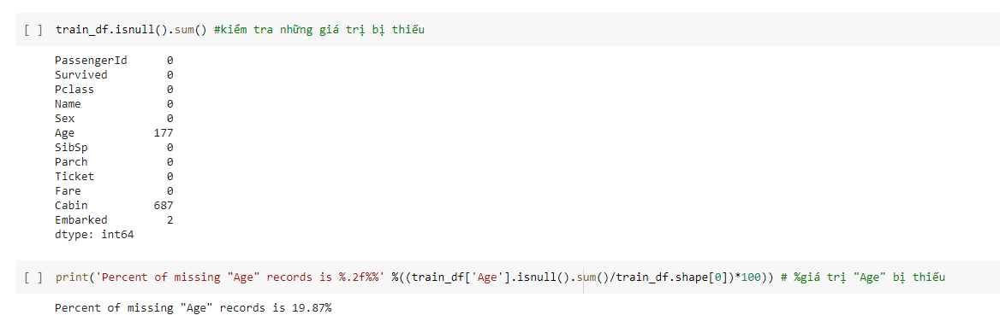 [ ] train_df.isnull().sum() #kiểm tra những giá trị bị thiếu
PassengerId 0
Survived 0
Pclass 0
Name 0
Sex 0
Age 177
SibSp 0
Parch 0
Ticket 0
Fare 0
Cabin 687
Embarked 2
dtype: int64
[ ] print('Percent of missing "Age" records is %.2f%%' %((train_df['Age'].isnull().sum()/train_df.shape[0])*100)) # %giá trị "Age" bị thiếu
Percent of missing "Age" records is 19.87%